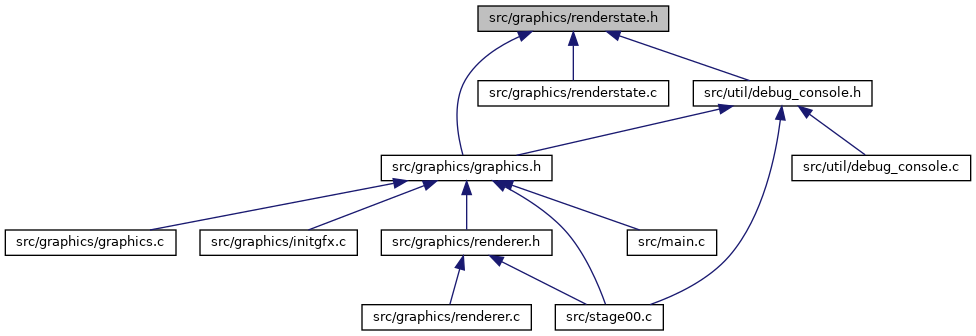 src/graphics/renderstate.h
src/graphics/renderstate.c
src/util/debug_console.h
src/graphics/graphics.h
src/util/debug_console.c
src/graphics/graphics.c
src/graphics/initgfx.c
src/graphics/renderer.h
src/main.c
src/graphics/renderer.c
src/stage00.c